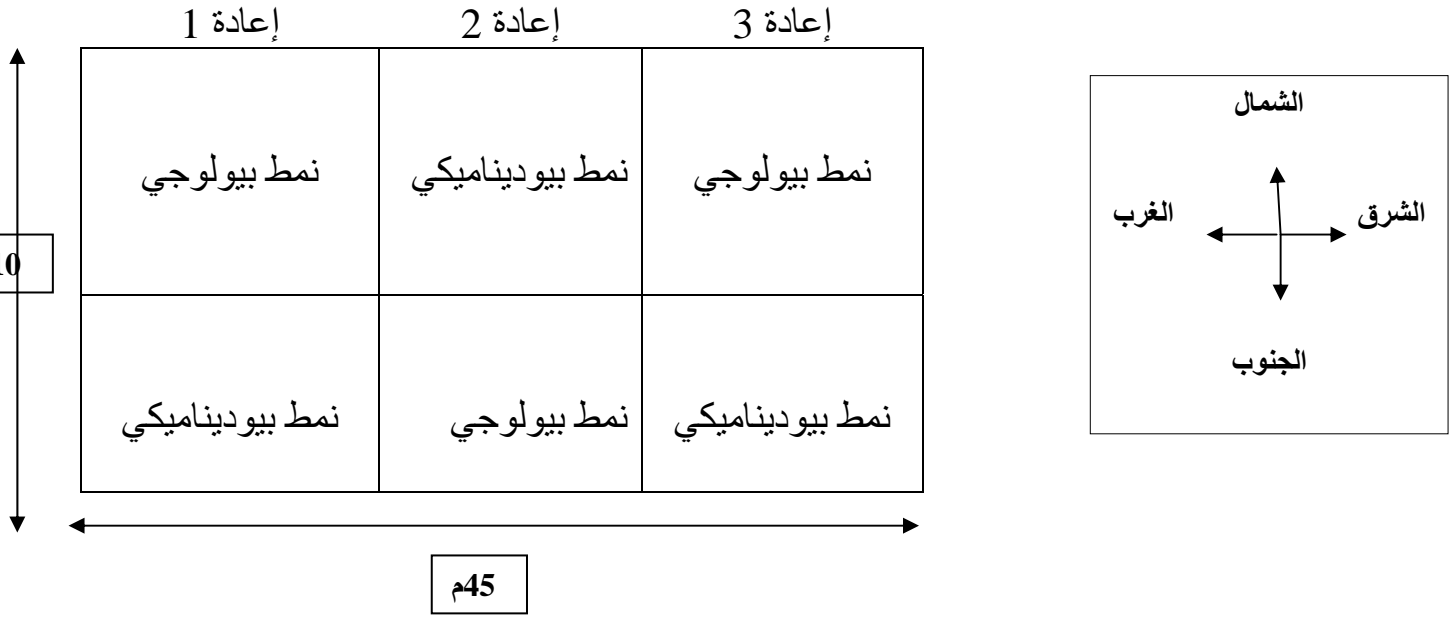 إعادة 1
إعادة 2
إعادة 3
نمط بيولوجي
نمط بيوديناميكي
نمط بيولوجي
نمط بيوديناميكي
نمط بيولوجي
نمط بيوديناميكي
45م
الشمال
الغرب
الشرق
الجنوب